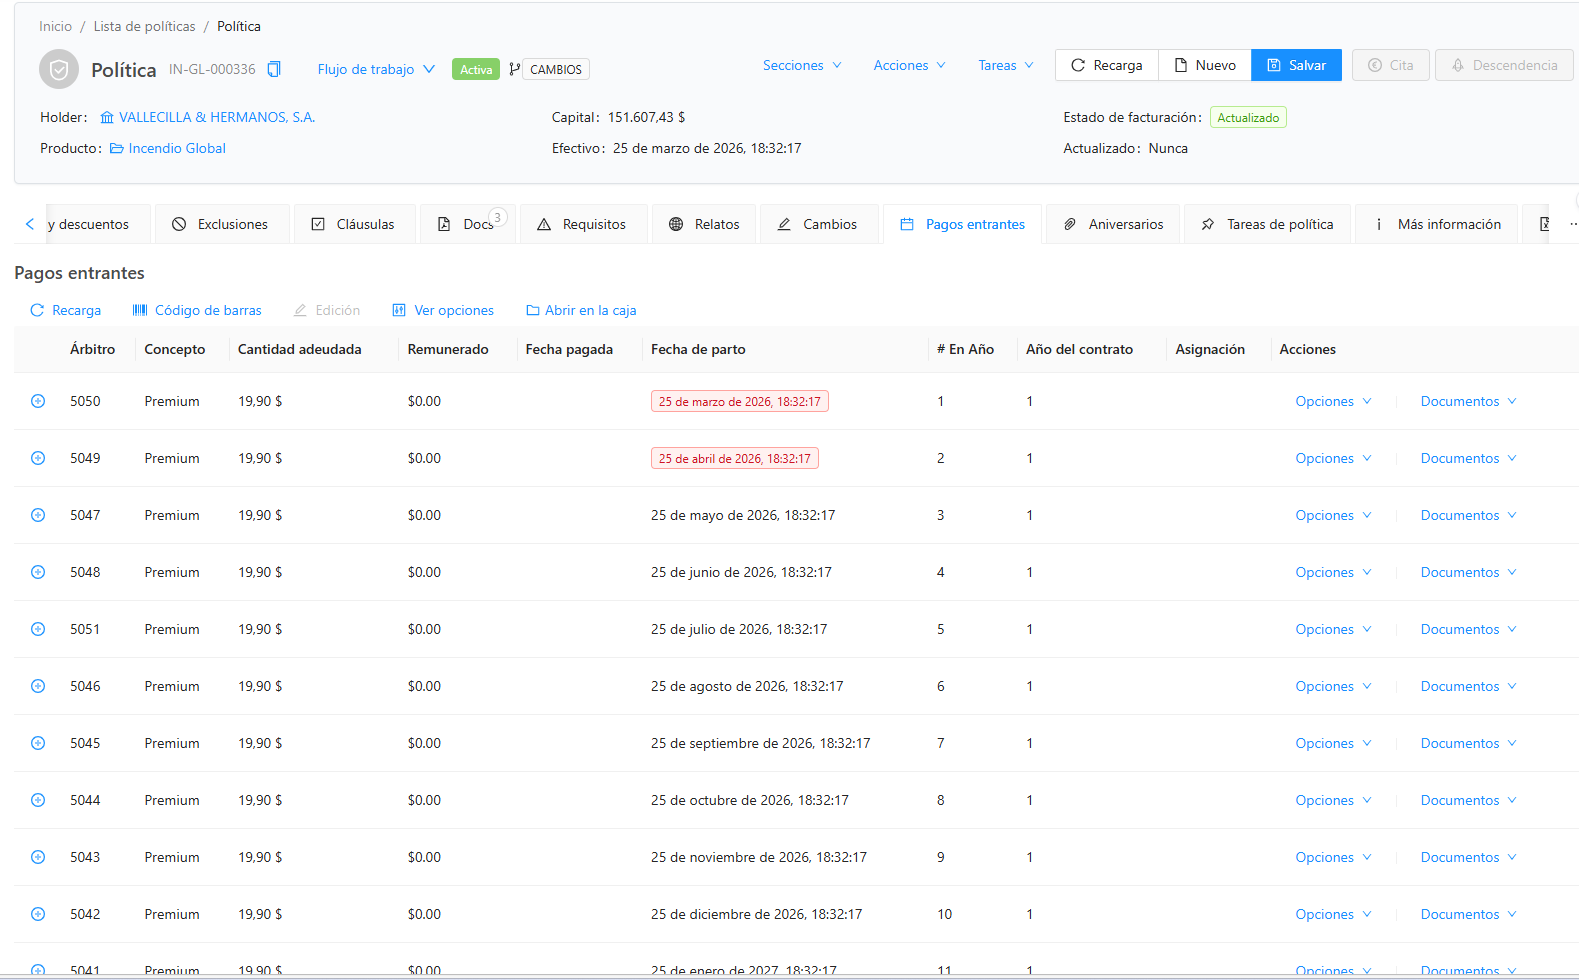 Inicio / Lista de políticas / Política
Política IN-GL-000336 Flujo de trabajo Activa CAMBIOS Secciones Acciones Tareas Recarga Nuevo Salvar Cita Descendencia
Holder: VALLECILLA & HERMANOS, S.A. Capital: 151.607,43 $ Estado de facturación: Actualizado
Producto: Incendio Global Efectivo: 25 de marzo de 2026, 18:32:17 Actualizado: Nunca
y descuentos Exclusiones Cláusulas Docs 3 Requisitos Relatos Cambios Pagos entrantes Aniversarios Tareas de política Más información ...
Pagos entrantes
Recarga Código de barras Edición Ver opciones Abrir en la caja
Árbitro Concepto Cantidad adeudada Remunerado Fecha pagada Fecha de parto # En Año Año del contrato Asignación Acciones
5050 Premium 19,90 $ $0.00 25 de marzo de 2026, 18:32:17 1 1 Opciones Documentos
5049 Premium 19,90 $ $0.00 25 de abril de 2026, 18:32:17 2 1 Opciones Documentos
5047 Premium 19,90 $ $0.00 25 de mayo de 2026, 18:32:17 3 1 Opciones Documentos
5048 Premium 19,90 $ $0.00 25 de junio de 2026, 18:32:17 4 1 Opciones Documentos
5051 Premium 19,90 $ $0.00 25 de julio de 2026, 18:32:17 5 1 Opciones Documentos
5046 Premium 19,90 $ $0.00 25 de agosto de 2026, 18:32:17 6 1 Opciones Documentos
5045 Premium 19,90 $ $0.00 25 de septiembre de 2026, 18:32:17 7 1 Opciones Documentos
5044 Premium 19,90 $ $0.00 25 de octubre de 2026, 18:32:17 8 1 Opciones Documentos
5043 Premium 19,90 $ $0.00 25 de noviembre de 2026, 18:32:17 9 1 Opciones Documentos
5042 Premium 19,90 $ $0.00 25 de diciembre de 2026, 18:32:17 10 1 Opciones Documentos
5041 Premium 19,90 $ $0.00 25 de enero de 2027, 18:32:17 11 1 Opciones Documentos